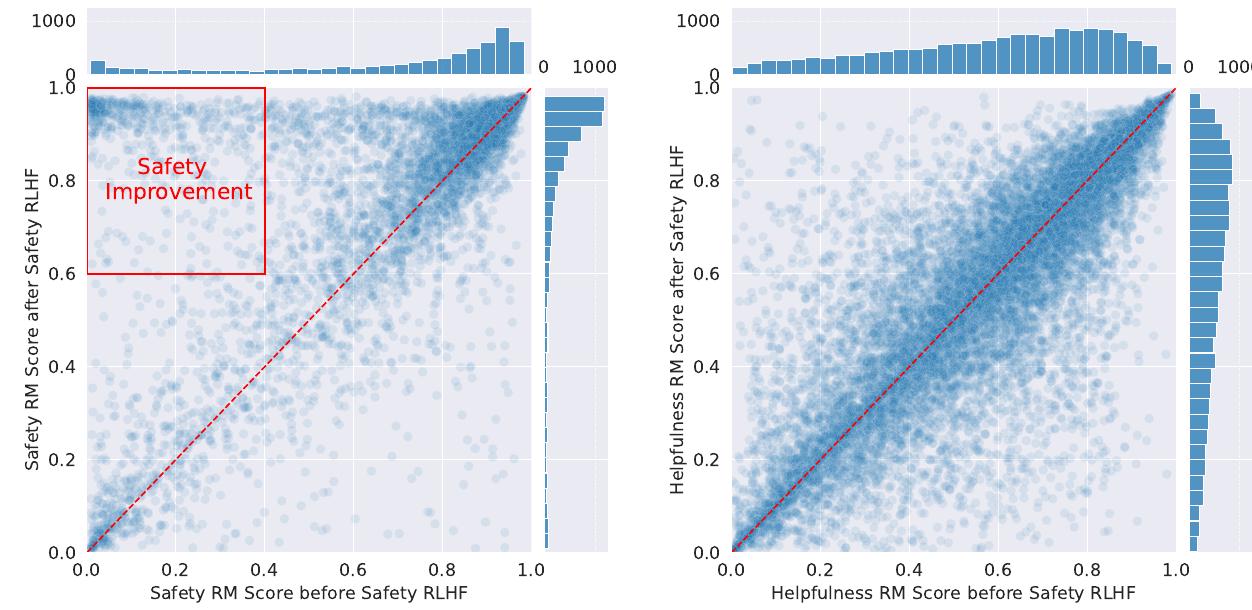 1000
0
0 1000
1.0
0.8
0.6
0.4
0.2
0.0
Safety
Improvement
Safety RM Score after Safety RLHF
0.0 0.2 0.4 0.6 0.8 1.0
Safety RM Score before Safety RLHF
1000
0
0 100
1.0
0.8
0.6
0.4
0.2
0.0
Helpfulness RM Score after Safety RLHF
0.0 0.2 0.4 0.6 0.8 1.0
Helpfulness RM Score before Safety RLHF